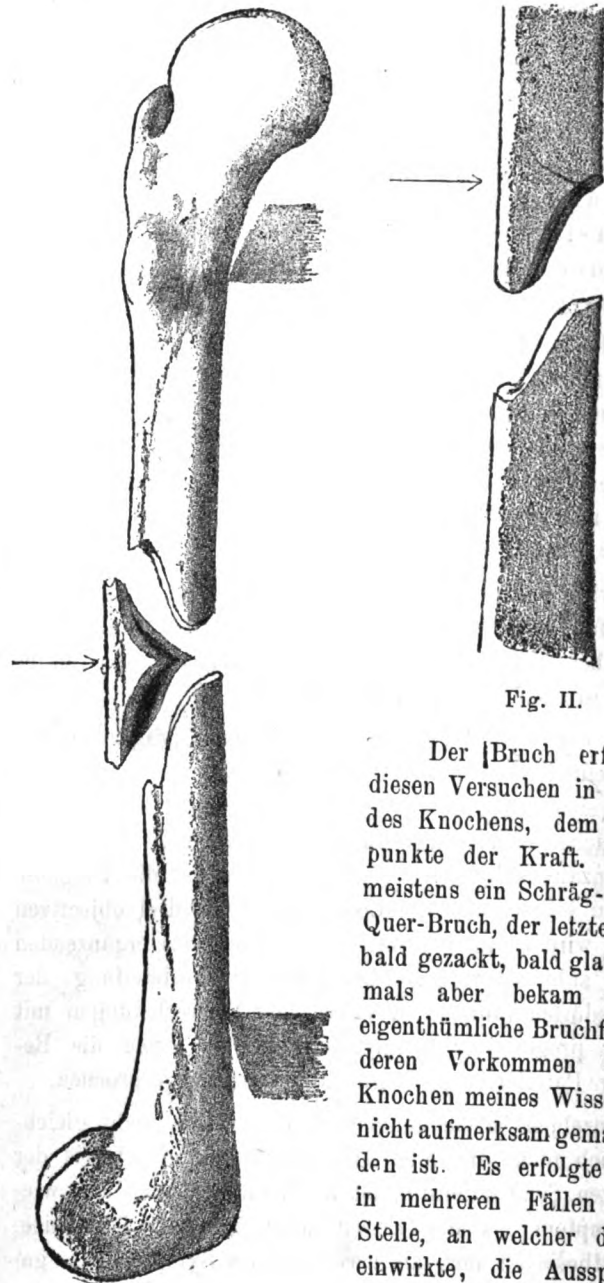 Fig. II.
Der Bruch erf
diesen Versuchen in
des Knochens, dem
punkte der Kraft.
meistens ein Schräg-
Quer-Bruch, der letzte
bald gezackt, bald gla
mals aber bekam
eigenthümliche Bruchf
deren Vorkommen
Knochen meines Wiss
nicht aufmerksam gema
den ist. Es erfolgte
in mehreren Fällen
Stelle, an welcher d
einwirkte, die Ausspr